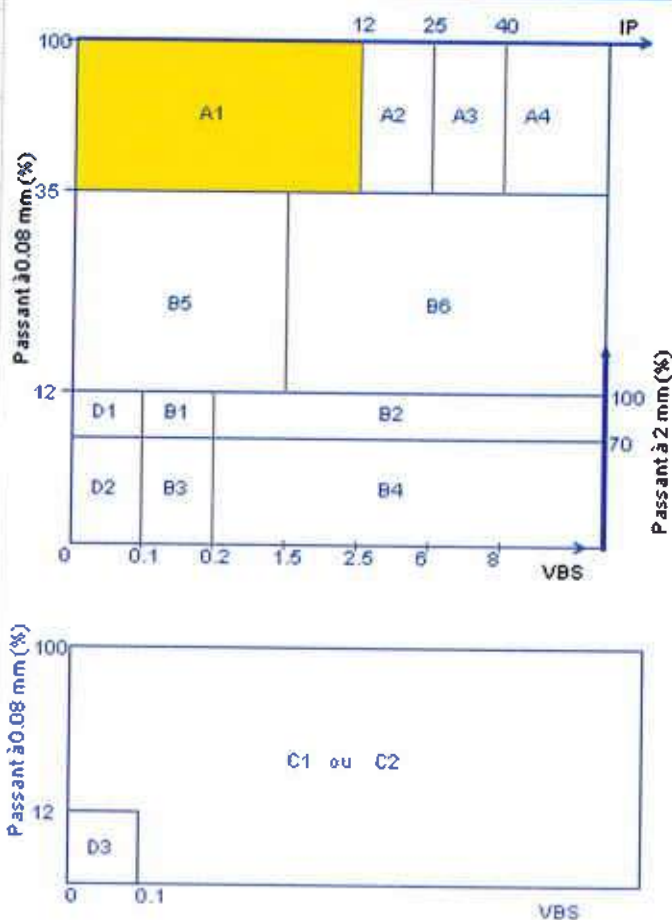 12 25 40 IP
100
A1 A2 A3 A4
Passant à 0.08 mm (%)
35
B5 B6
12
D1 B1 B2
100
70
D2 B3 B4
Passant à 2 mm (%)
0 0.1 0.2 1.5 2.5 6 8
VBS
Passant à 0.08 mm (%)
100
C1 ou C2
12
D3
0 0.1
VBS